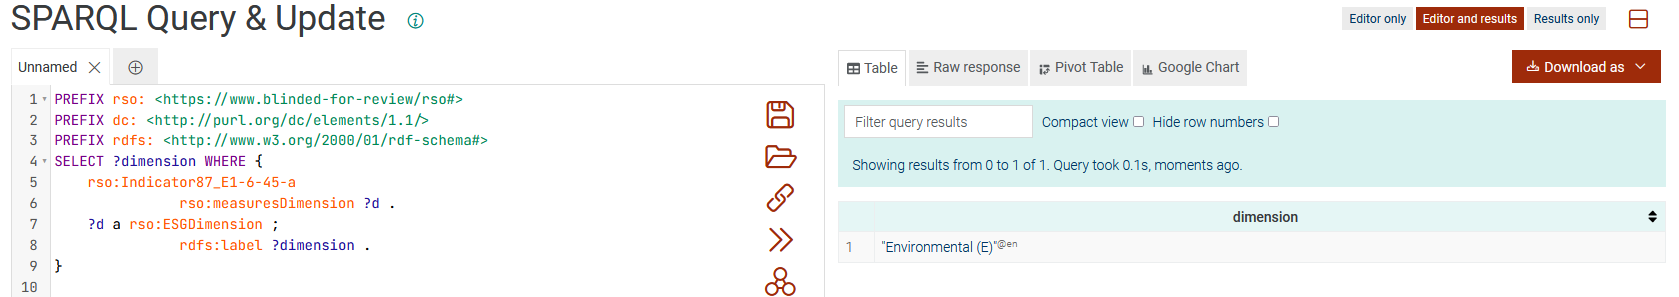 SPARQL Query & Update
Editor only
Editor and results
Results only
Unnamed
1 PREFIX rso: <https://www.blinded-for-review/rso#>
2 PREFIX dc: <http://purl.org/dc/elements/1.1/>
3 PREFIX rdfs: <http://www.w3.org/2000/01/rdf-schema#>
4 SELECT ?dimension WHERE {
5 rso:Indicator87_E1-6-45-a
6 rso:measuresDimension ?d .
7 ?d a rso:ESGDimension ;
8 rdfs:label ?dimension .
9 }
10
Table
Raw response
Pivot Table
Google Chart
Download as
Filter query results
Compact view
Hide row numbers
Showing results from 0 to 1 of 1. Query took 0.1s, moments ago.
dimension
1 "Environmental (E)"@en